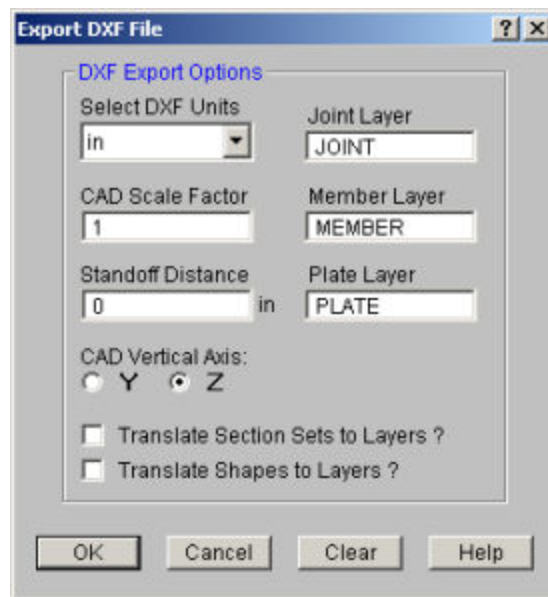 Export DXF File
DXF Export Options
Select DXF Units
in
Joint Layer
JOINT
CAD Scale Factor
1
Member Layer
MEMBER
Standoff Distance
0 in
Plate Layer
PLATE
CAD Vertical Axis:
Y Z
Translate Section Sets to Layers ?
Translate Shapes to Layers ?
OK Cancel Clear Help